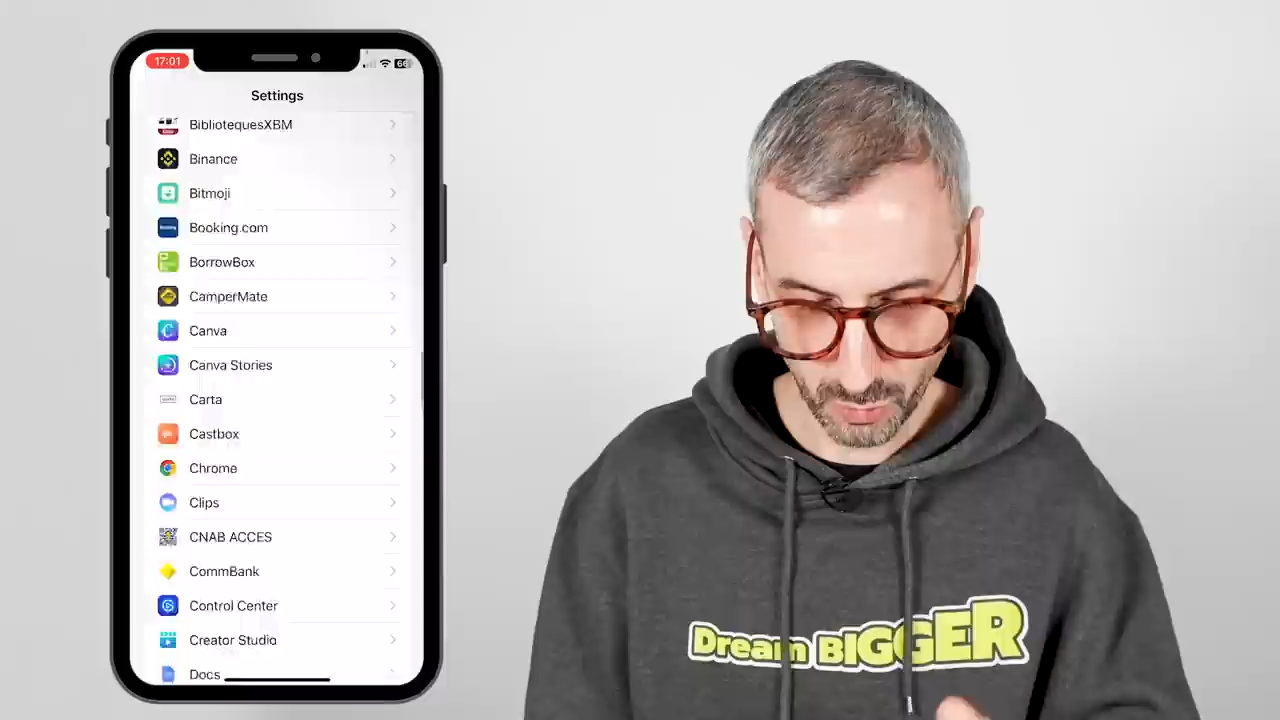 17:01
66
Settings
BibliotequesXBM
Binance
Bitmoji
Booking.com
BorrowBox
CamperMate
Canva
Canva Stories
Carta
Castbox
Chrome
Clips
CNAB ACCES
CommBank
Control Center
Creator Studio
Docs
Dream BIGGER